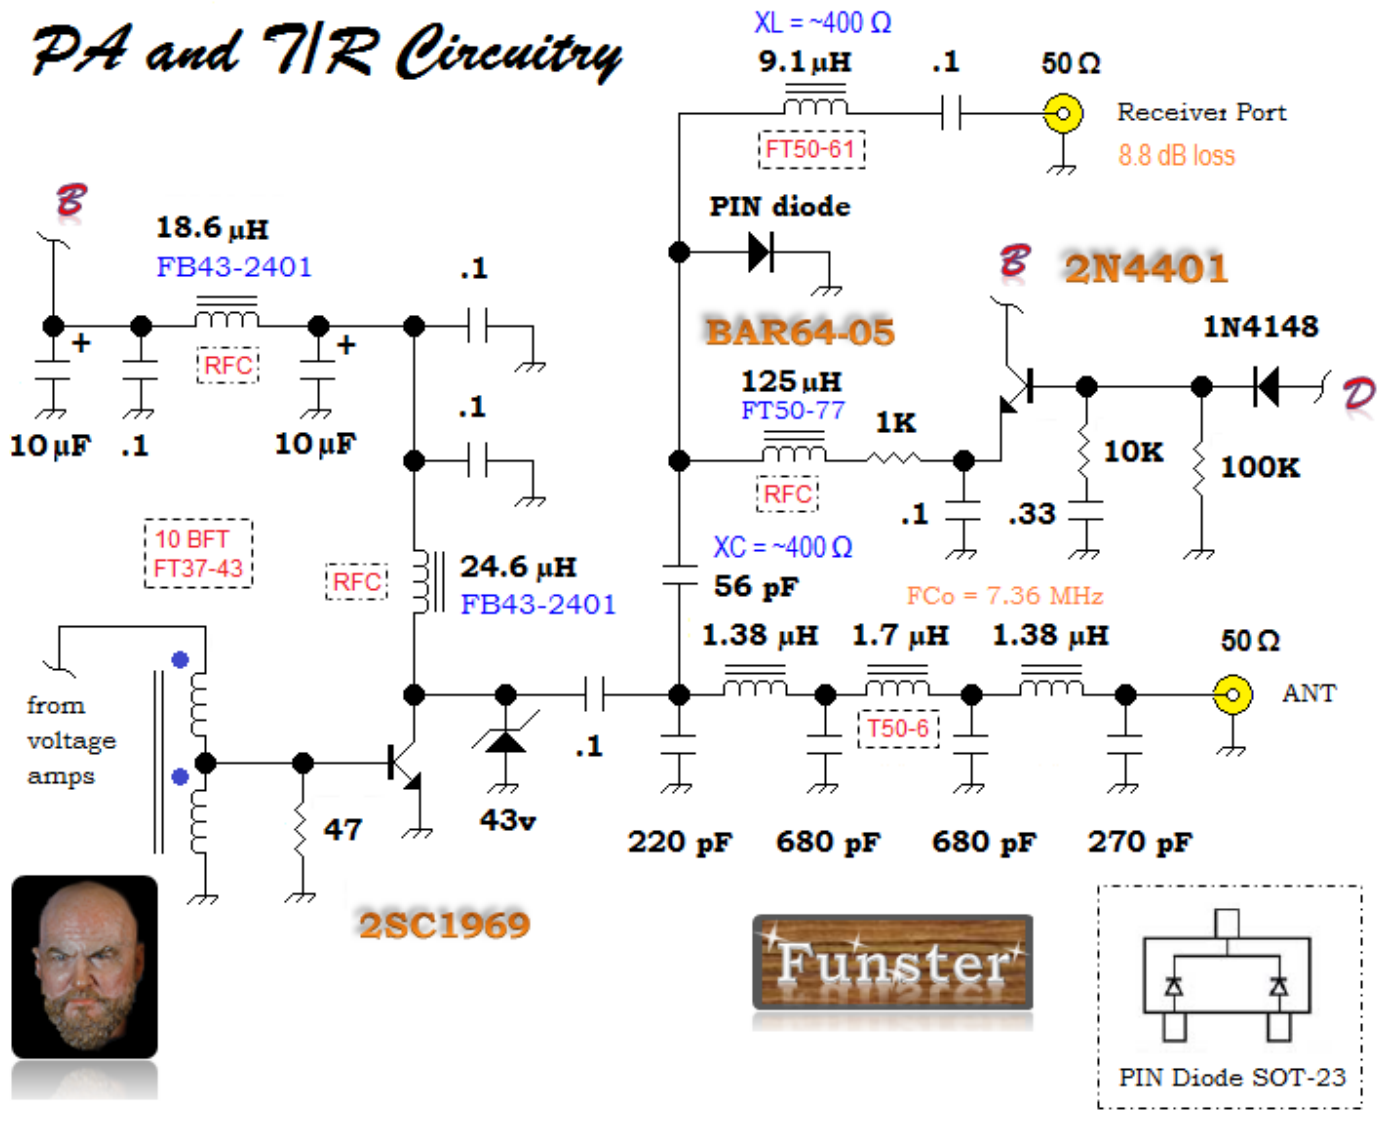 PA and T/R Circuitry
XL = ~400 Ω
9.1 µH
.1
50 Ω
FT50-61
Receiver Port
8.8 dB loss
B
18.6 µH
FB43-2401
RFC
+
+
10 µF
.1
10 µF
.1
.1
PIN diode
BAR64-05
B
2N4401
1N4148
D
125 µH
FT50-77
RFC
1K
.1
.33
10K
100K
10 BFT
FT37-43
RFC
24.6 µH
FB43-2401
XC = ~400 Ω
56 pF
FCo = 7.36 MHz
1.38 µH
1.7 µH
1.38 µH
50 Ω
ANT
T50-6
from
voltage
amps
47
43v
.1
220 pF
680 pF
680 pF
270 pF
2SC1969
Funster
PIN Diode SOT-23